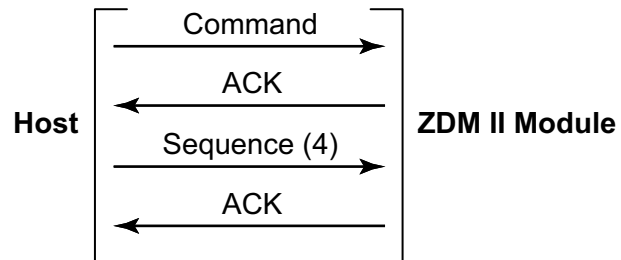 Command
ACK
Host
ZDM II Module
Sequence (4)
ACK